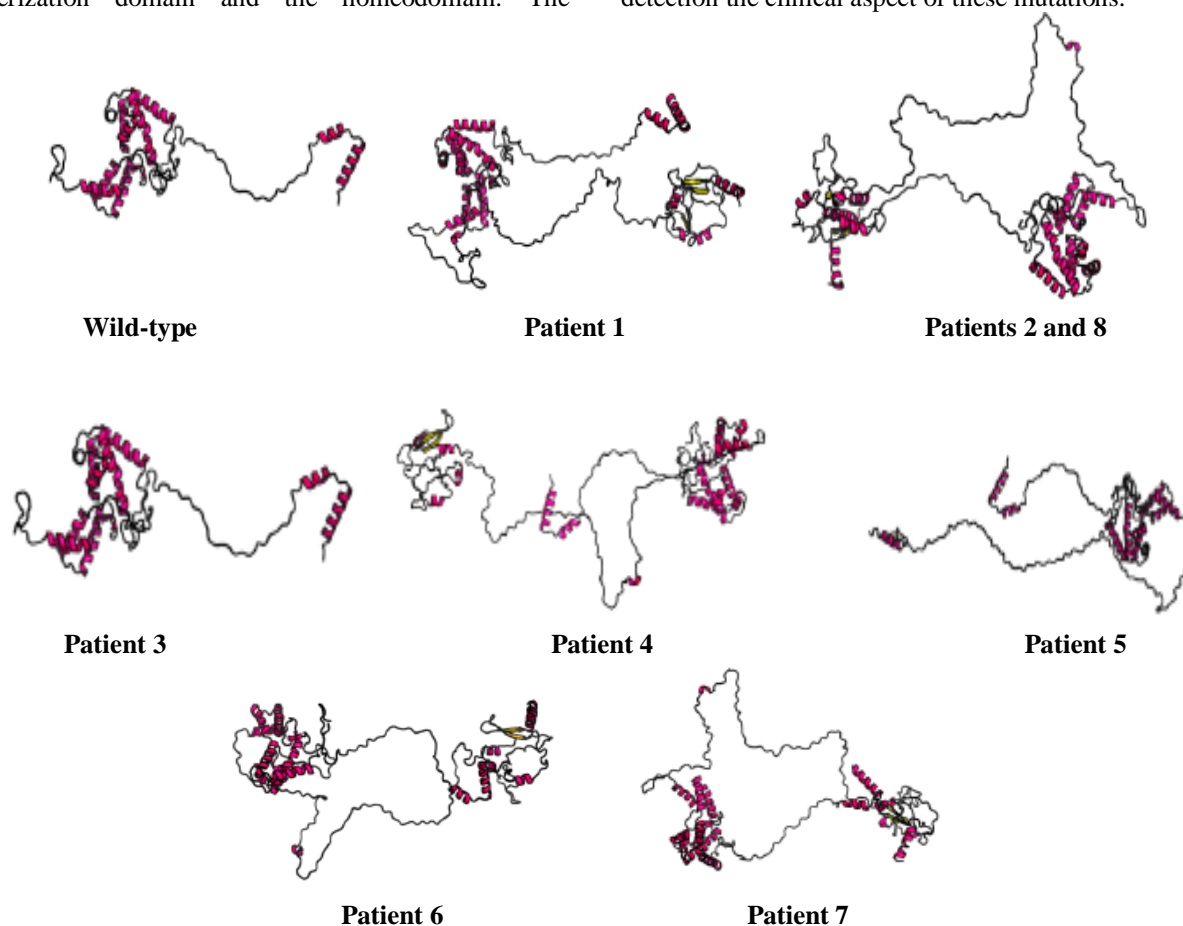 erization domain and the homeodomain. The
detection the clinical aspect of these mutations.
Wild-type
Patient 1
Patients 2 and 8
Patient 3
Patient 4
Patient 5
Patient 6
Patient 7